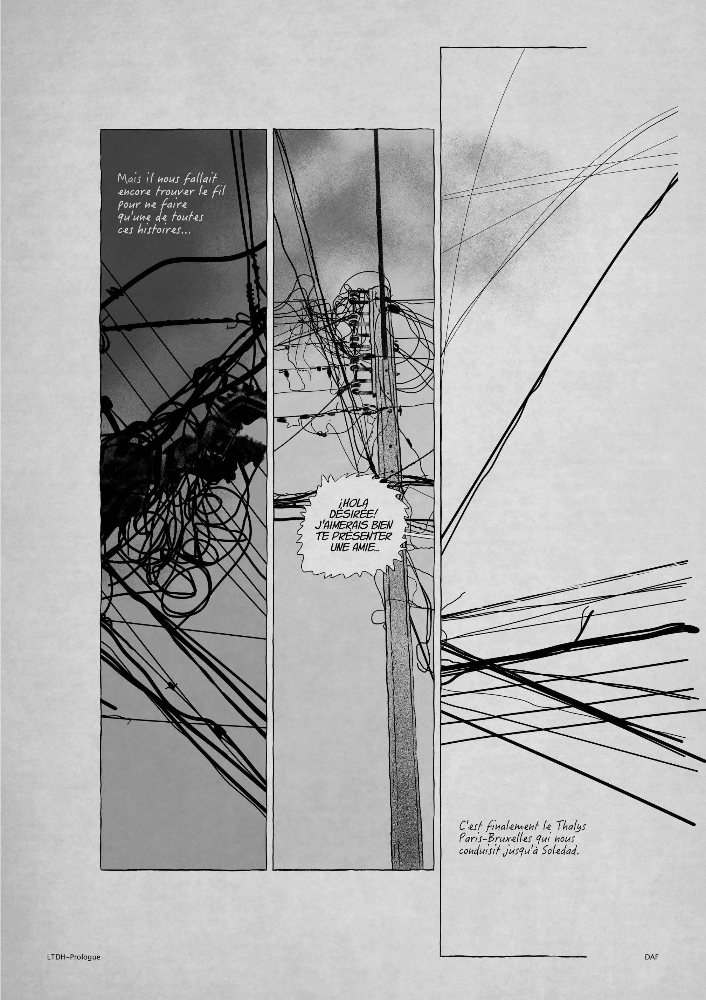 Mais il nous fallait
encore trouver le fil
pour ne faire
qu'une de toutes
ces histoires...
¡HOLA
DÉSIRÉE!
J'AIMERAIS BIEN
TE PRÉSENTER
UNE AMIE...
C'est finalement le Thalys
Paris-Bruxelles qui nous
conduisit jusqu'à Soledad.
LTDH-Prologue
DAF